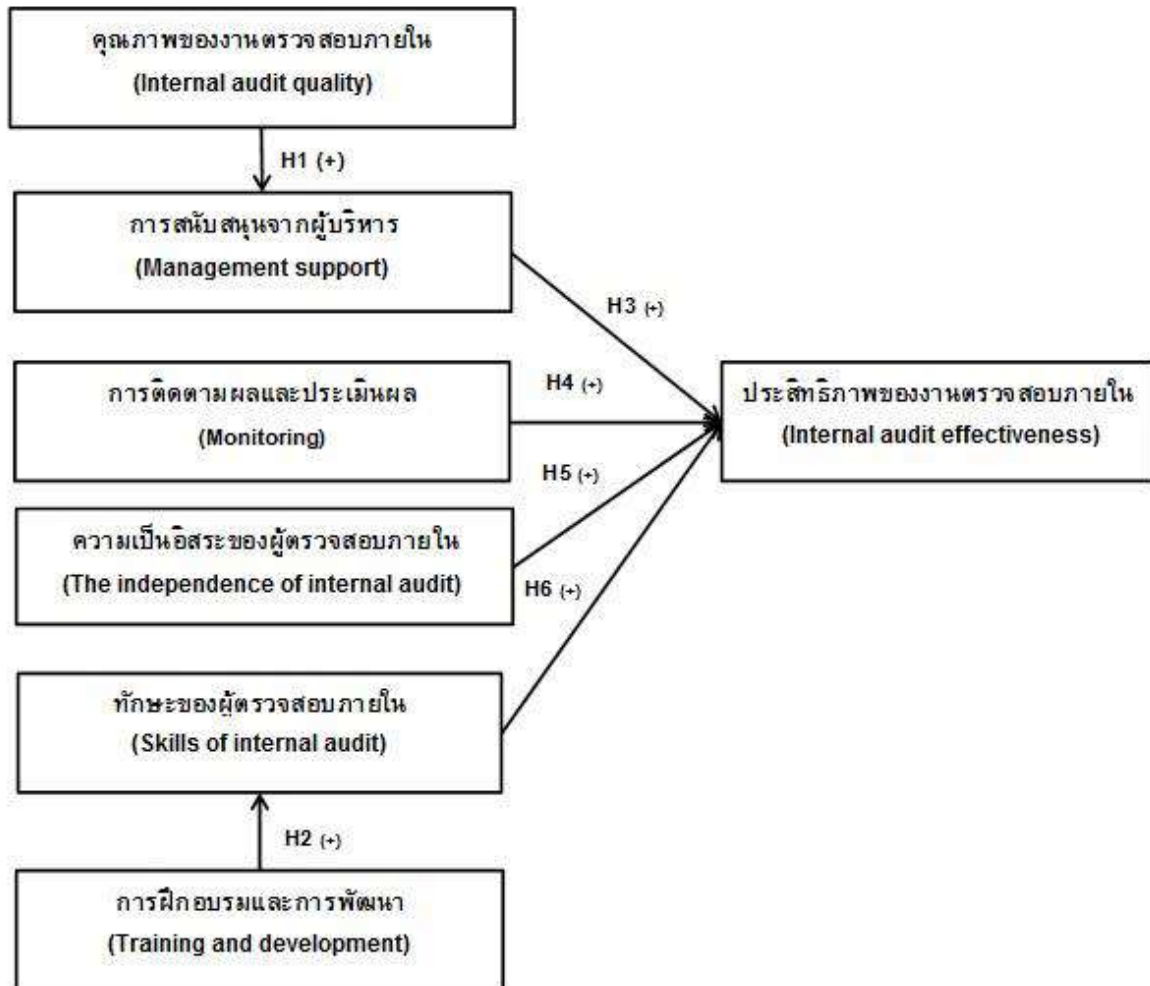 คุณภาพของงานตรวจสอบภายใน
(Internal audit quality)
H1 (+)
การสนับสนุนจากผู้บริหาร
(Management support)
H3 (+)
การติดตามผลและประเมินผล
(Monitoring)
H4 (+)
ประสิทธิภาพของงานตรวจสอบภายใน
(Internal audit effectiveness)
H5 (+)
ความเป็นอิสระของผู้ตรวจสอบภายใน
(The independence of internal audit)
H6 (+)
ทักษะของผู้ตรวจสอบภายใน
(Skills of internal audit)
H2 (+)
การฝึกอบรมและการพัฒนา
(Training and development)